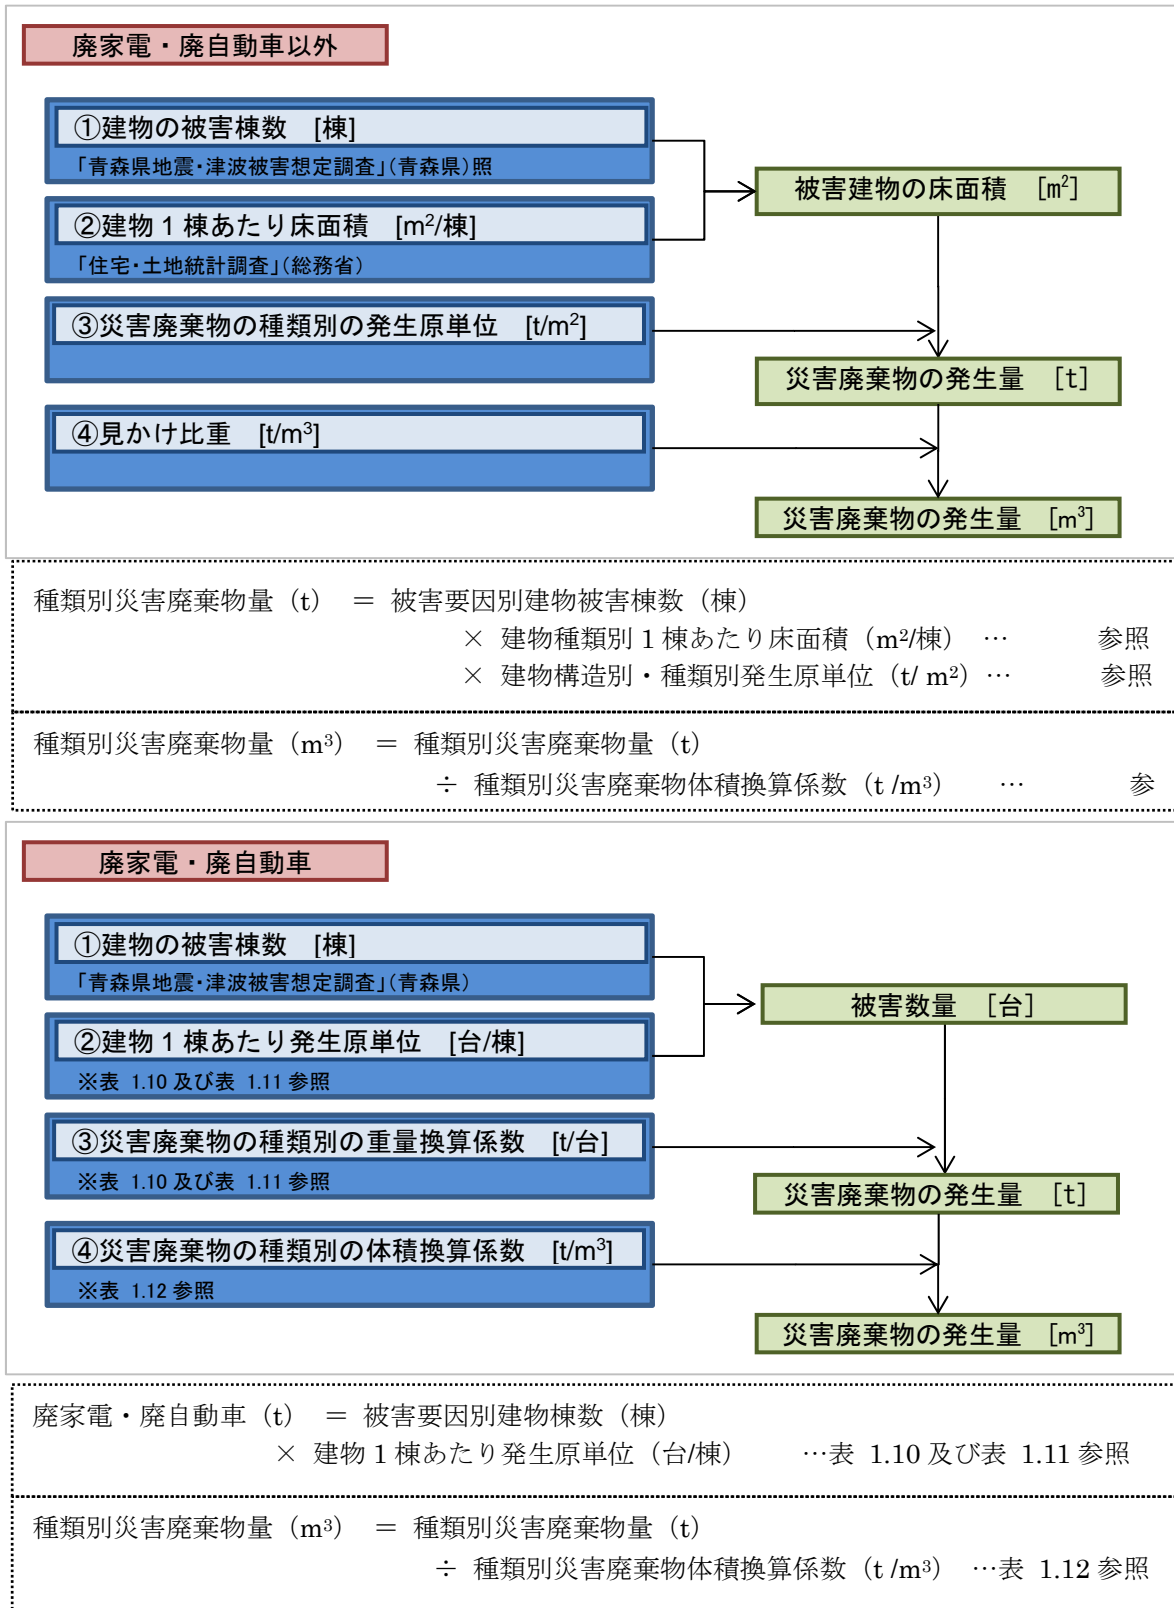 廃家電・廃自動車以外
①建物の被害棟数 [棟]
「青森県地震・津波被害想定調査」(青森県)照
②建物 1 棟あたり床面積 [m²/棟]
「住宅・土地統計調査」(総務省)
被害建物の床面積 [m²]
③災害廃棄物の種類別の発生原単位 [t/m²]
災害廃棄物の発生量 [t]
④見かけ比重 [t/m³]
災害廃棄物の発生量 [m³]
種類別災害廃棄物量(t) = 被害要因別建物被害棟数(棟)
× 建物種類別 1 棟あたり床面積(m²/棟) … 参照
× 建物構造別・種類別発生原単位(t/ m²)… 参照
種類別災害廃棄物量(m³) = 種類別災害廃棄物量(t)
÷ 種類別災害廃棄物体積換算係数(t /m³) … 参
廃家電・廃自動車
①建物の被害棟数 [棟]
「青森県地震・津波被害想定調査」(青森県)
②建物 1 棟あたり発生原単位 [台/棟]
※表 1.10 及び表 1.11 参照
被害数量 [台]
③災害廃棄物の種類別の重量換算係数 [t/台]
※表 1.10 及び表 1.11 参照
災害廃棄物の発生量 [t]
④災害廃棄物の種類別の体積換算係数 [t/m³]
※表 1.12 参照
災害廃棄物の発生量 [m³]
廃家電・廃自動車(t) = 被害要因別建物棟数(棟)
× 建物 1 棟あたり発生原単位(台/棟) …表 1.10 及び表 1.11 参照
種類別災害廃棄物量(m³) = 種類別災害廃棄物量(t)
÷ 種類別災害廃棄物体積換算係数(t /m³) …表 1.12 参照